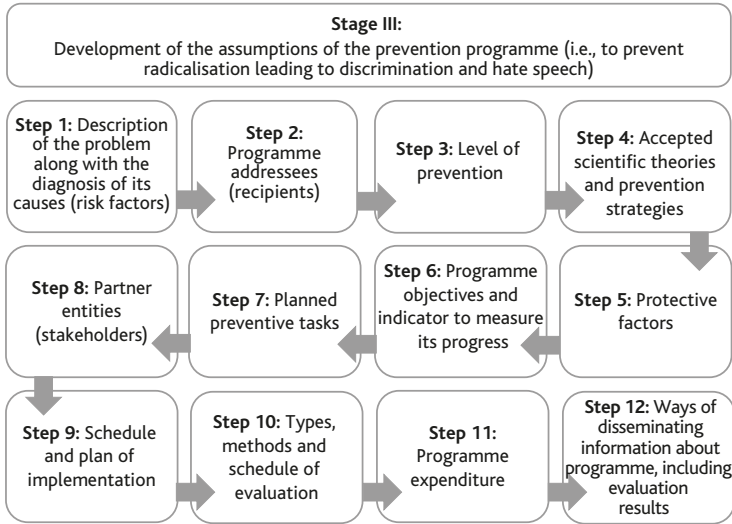 Stage III:
Development of the assumptions of the prevention programme (i.e., to prevent
radicalisation leading to discrimination and hate speech)
Step 1: Description
of the problem
along with the
diagnosis of its
causes (risk factors)
Step 2:
Programme
addressees
(recipients)
Step 3: Level of
prevention
Step 4: Accepted
scientific theories
and prevention
strategies
Step 5: Protective
factors
Step 6: Programme
objectives and
indicator to measure
its progress
Step 7: Planned
preventive tasks
Step 8: Partner
entities
(stakeholders)
Step 9: Schedule
and plan of
implementation
Step 10: Types,
methods and
schedule of
evaluation
Step 11:
Programme
expenditure
Step 12: Ways of
disseminating
information about
programme, including
evaluation
results